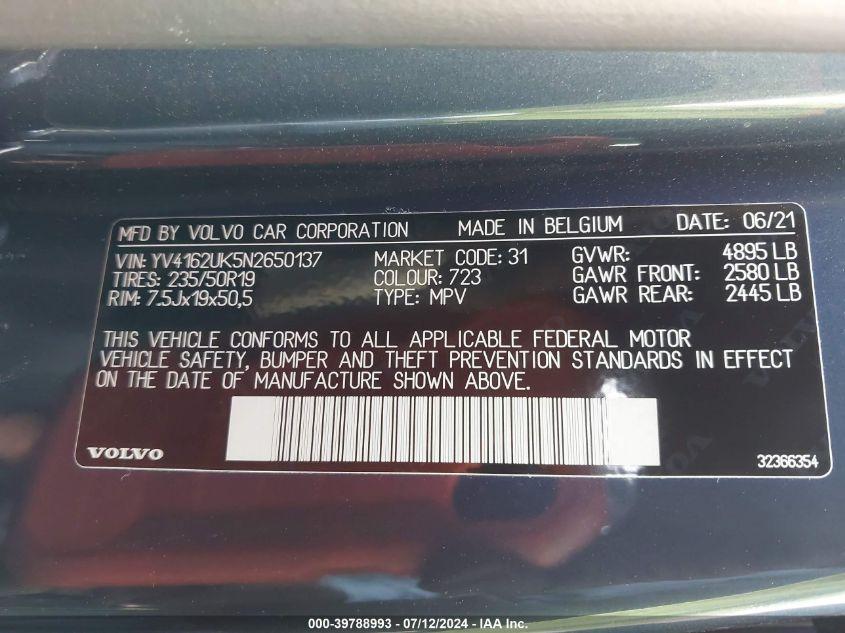 MFD BY VOLVO CAR CORPORATION MADE IN BELGIUM DATE: 06/21
VIN: YV4162UK5N2650137 MARKET CODE: 31 GVWR: 4895 LB
TIRES: 235/50R19 COLOUR: 723 GAWR FRONT: 2580 LB
RIM: 7.5Jx19x50,5 TYPE: MPV GAWR REAR: 2445 LB
THIS VEHICLE CONFORMS TO ALL APPLICABLE FEDERAL MOTOR
VEHICLE SAFETY, BUMPER AND THEFT PREVENTION STANDARDS IN EFFECT
ON THE DATE OF MANUFACTURE SHOWN ABOVE.
VOLVO 32366354
000-39788993 - 07/12/2024 - IAA Inc.